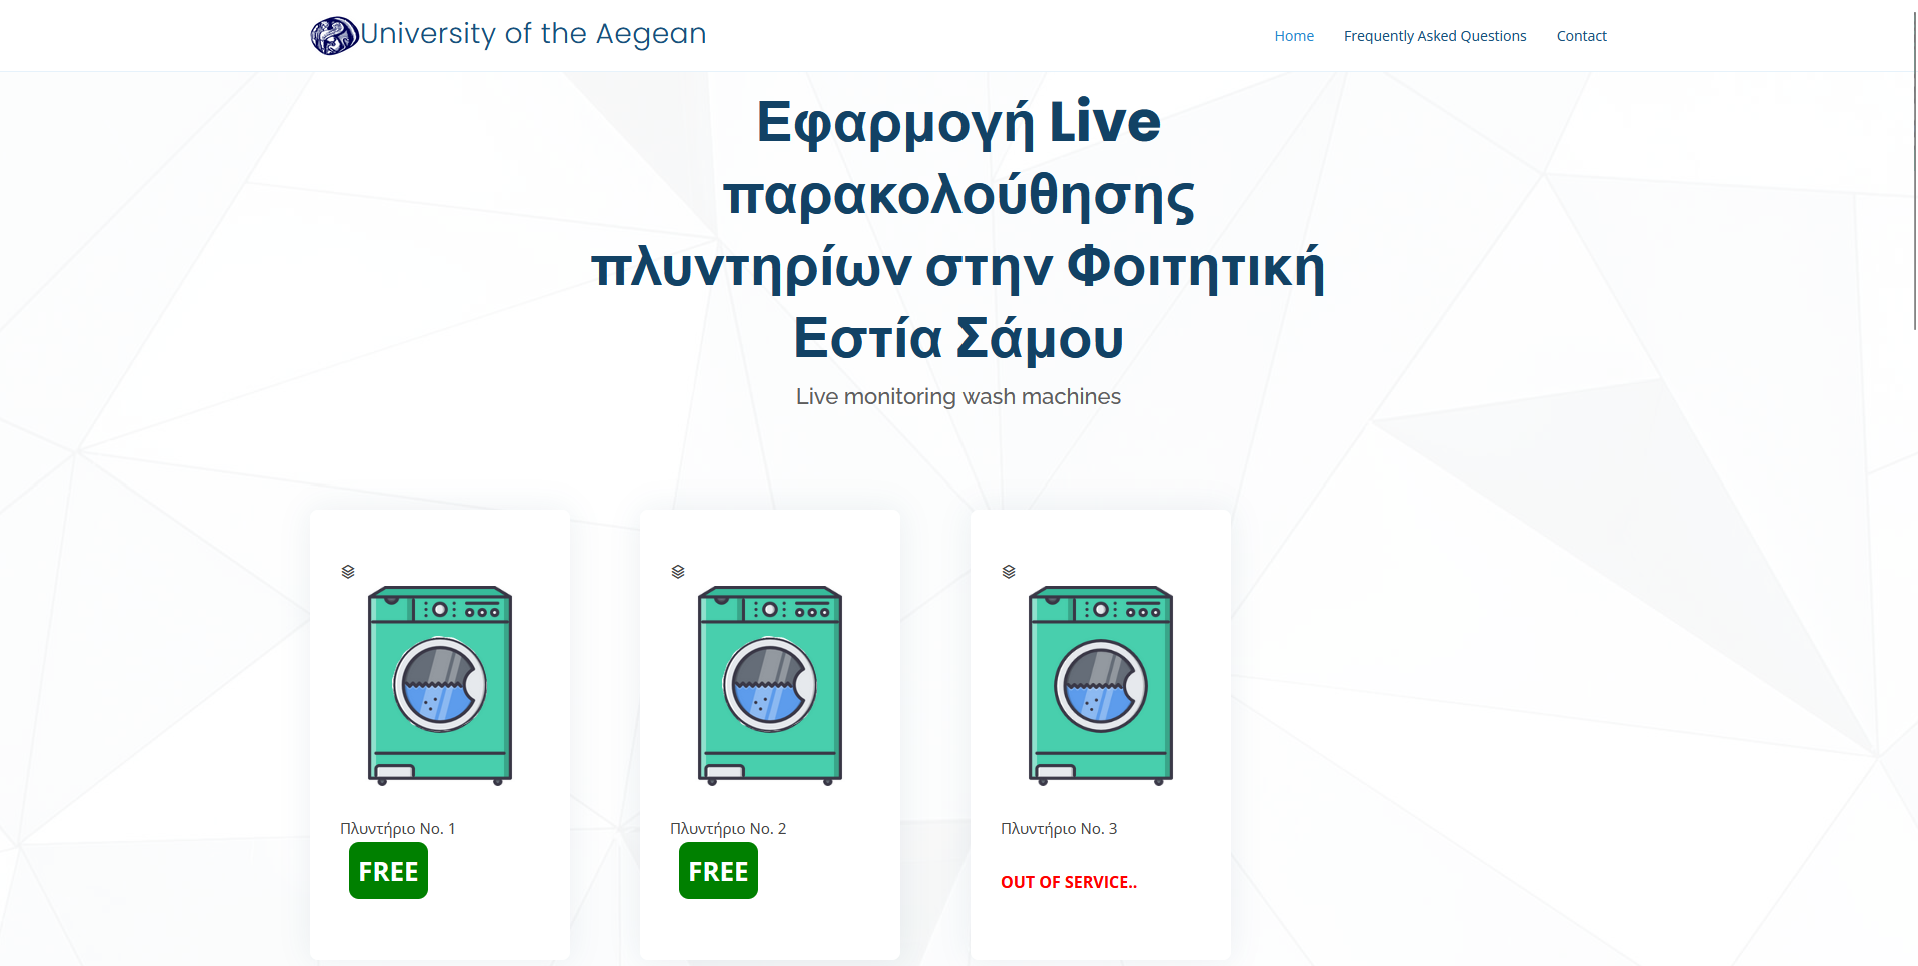 University of the Aegean
Home
Frequently Asked Questions
Contact
Εφαρμογή Live
παρακολούθησης
πλυντηρίων στην Φοιτητική
Εστία Σάμου
Live monitoring wash machines
Πλυντήριο No. 1
FREE
Πλυντήριο No. 2
FREE
Πλυντήριο No. 3
OUT OF SERVICE..